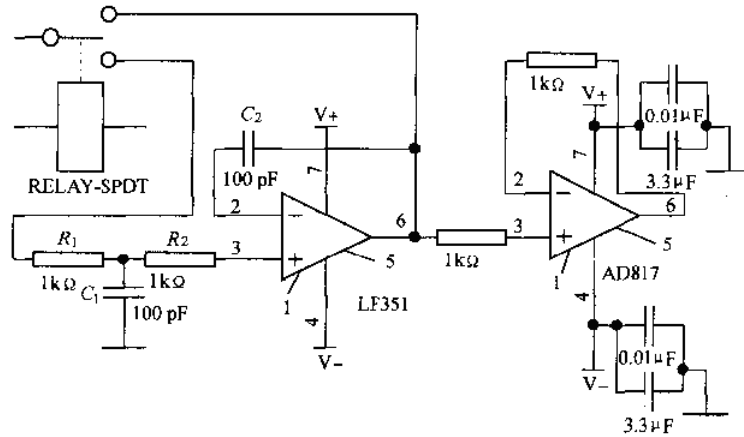 1kΩ
V+
0.01μF
3.3μF
7
2
6
3
5
1
4
AD817
V−
0.01μF
3.3μF
RELAY-SPDT
C₂
100 pF
V+
7
2
6
3
5
1
4
LF351
V−
R₁
R₂
1kΩ
1kΩ
C₁
100 pF
1kΩ